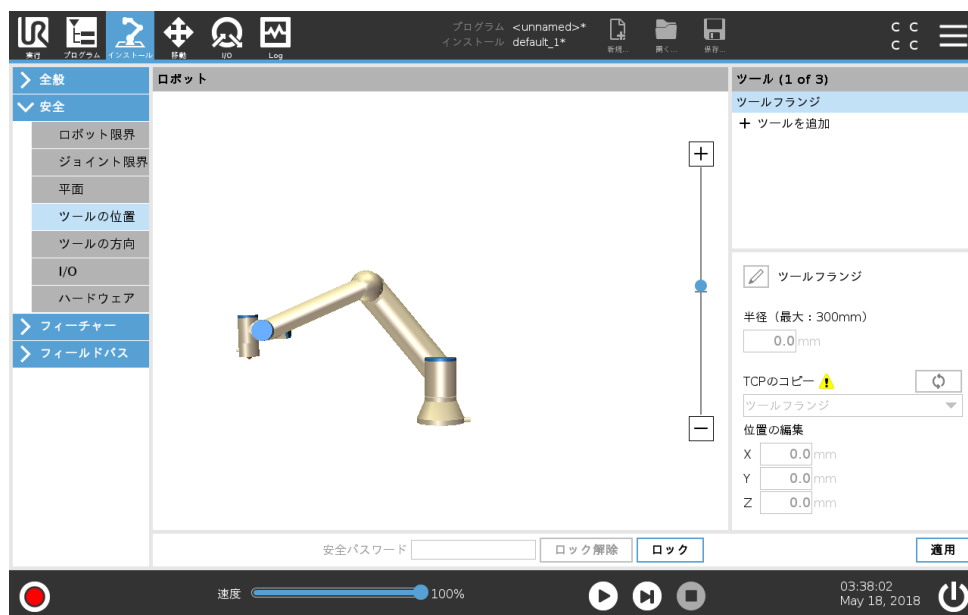 UR
実行
プログラム
インストール
移動
I/O
Log
プログラム <unnamed>*
インストール default_1*
新規...
開く...
保存...
C C
C C
全般
安全
ロボット限界
ジョイント限界
平面
ツールの位置
ツールの方向
I/O
ハードウェア
フィーチャー
フィールドバス
ロボット
ツール (1 of 3)
ツールフランジ
+ ツールを追加
ツールフランジ
半径（最大：300mm）
0.0 mm
TCPのコピー
ツールフランジ
位置の編集
X 0.0 mm
Y 0.0 mm
Z 0.0 mm
安全パスワード
ロック解除
ロック
適用
速度
100%
03:38:02
May 18, 2018